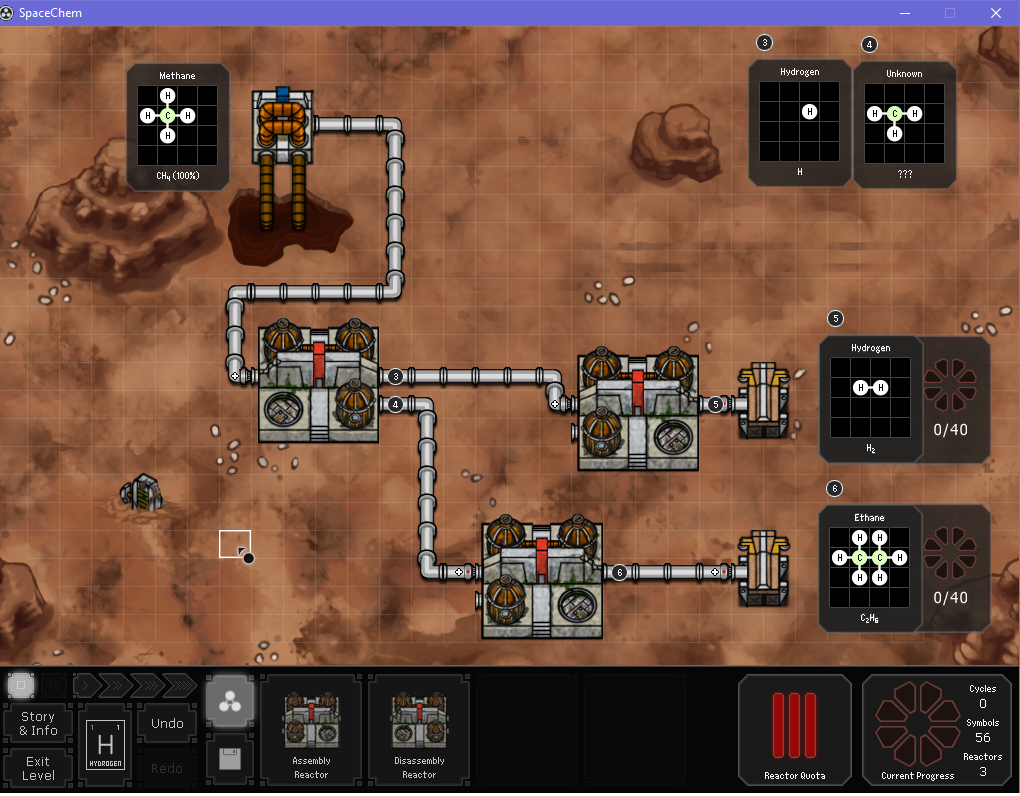 SpaceChem
3
4
Methane
H
H C H
H
CH₄ (100%)
Hydrogen
H
H
Unknown
H C H
H
???
3
4
5
6
5
Hydrogen
H H
H₂
0/40
6
Ethane
H H
H C C H
H H
C₂H₆
0/40
Story
& Info
Exit
Level
1 1
H
HYDROGEN
Undo
Redo
Assembly
Reactor
Disassembly
Reactor
Reactor Quota
Current Progress
Cycles
0
Symbols
56
Reactors
3